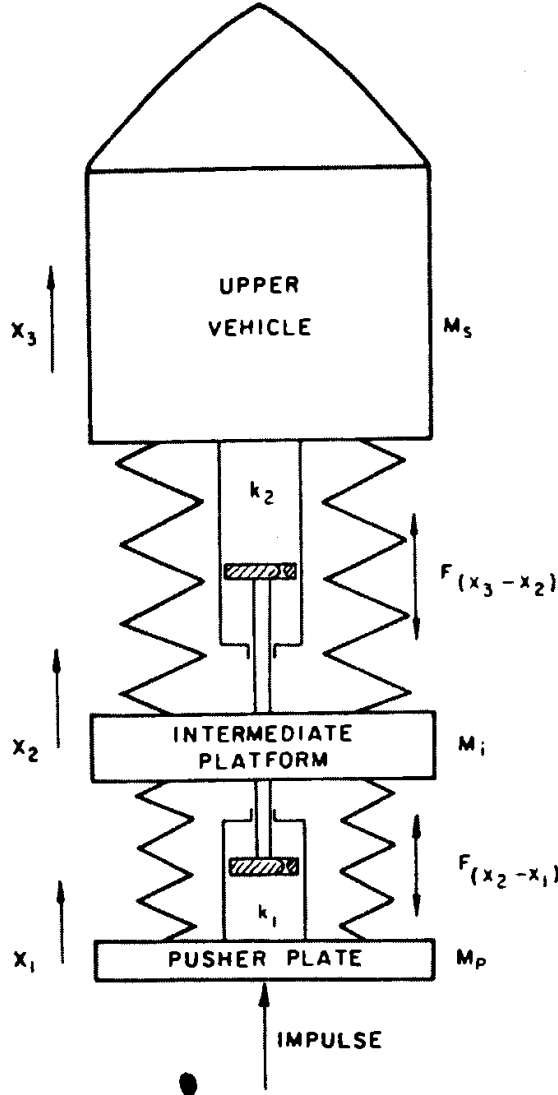 UPPER
VEHICLE
X₃
Mₛ
k₂
F₍ₓ₃ ₋ ₓ₂₎
X₂
INTERMEDIATE
PLATFORM
Mᵢ
F₍ₓ₂ ₋ ₓ₁₎
k₁
X₁
PUSHER PLATE
Mₚ
IMPULSE